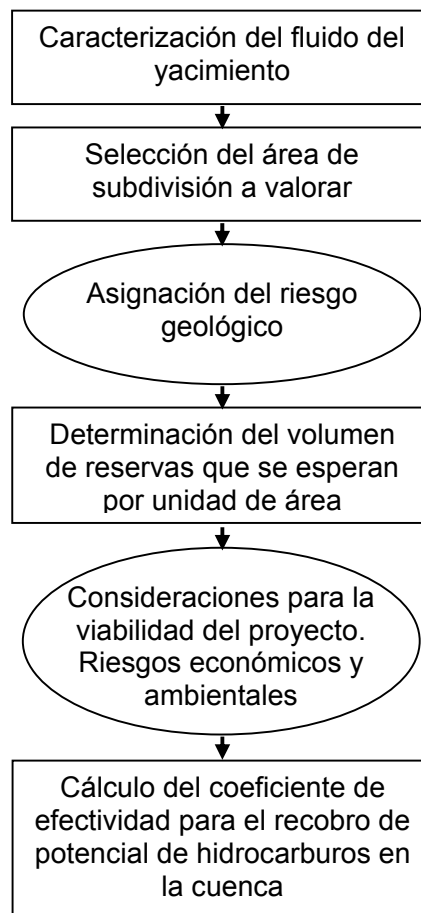 Caracterización del fluido del
yacimiento
Selección del área de
subdivisión a valorar
Asignación del riesgo
geológico
Determinación del volumen
de reservas que se esperan
por unidad de área
Consideraciones para la
viabilidad del proyecto.
Riesgos económicos y
ambientales
Cálculo del coeficiente de
efectividad para el recobro de
potencial de hidrocarburos en
la cuenca